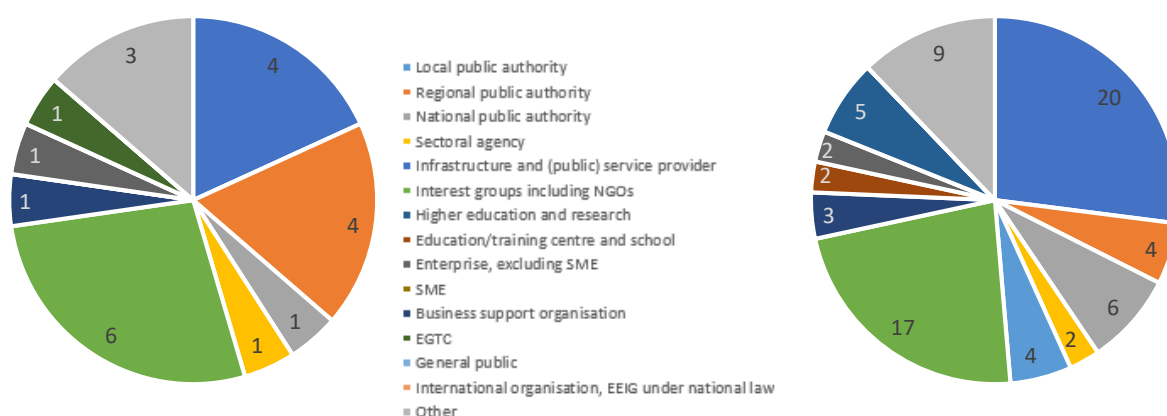 3
4
1
1
1
4
6
1
1
Local public authority
Regional public authority
National public authority
Sectoral agency
Infrastructure and (public) service provider
Interest groups including NGOs
Higher education and research
Education/training centre and school
Enterprise, excluding SME
SME
Business support organisation
EGTC
General public
International organisation, EEIG under national law
Other
9
20
5
2
2
3
4
6
17
2
4